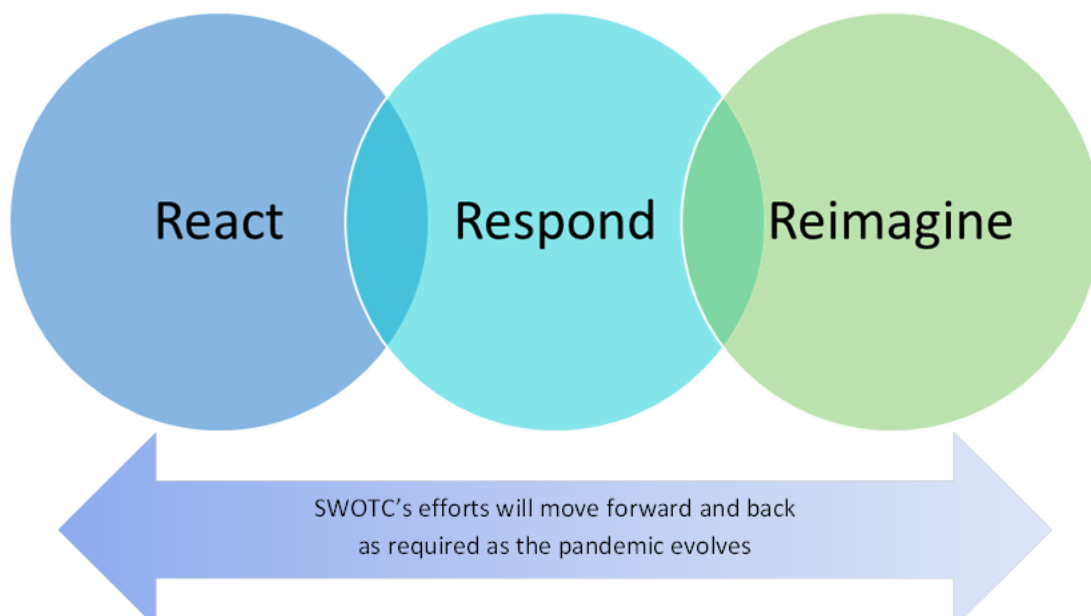 React
Respond
Reimagine
SWOTC’s efforts will move forward and back
as required as the pandemic evolves